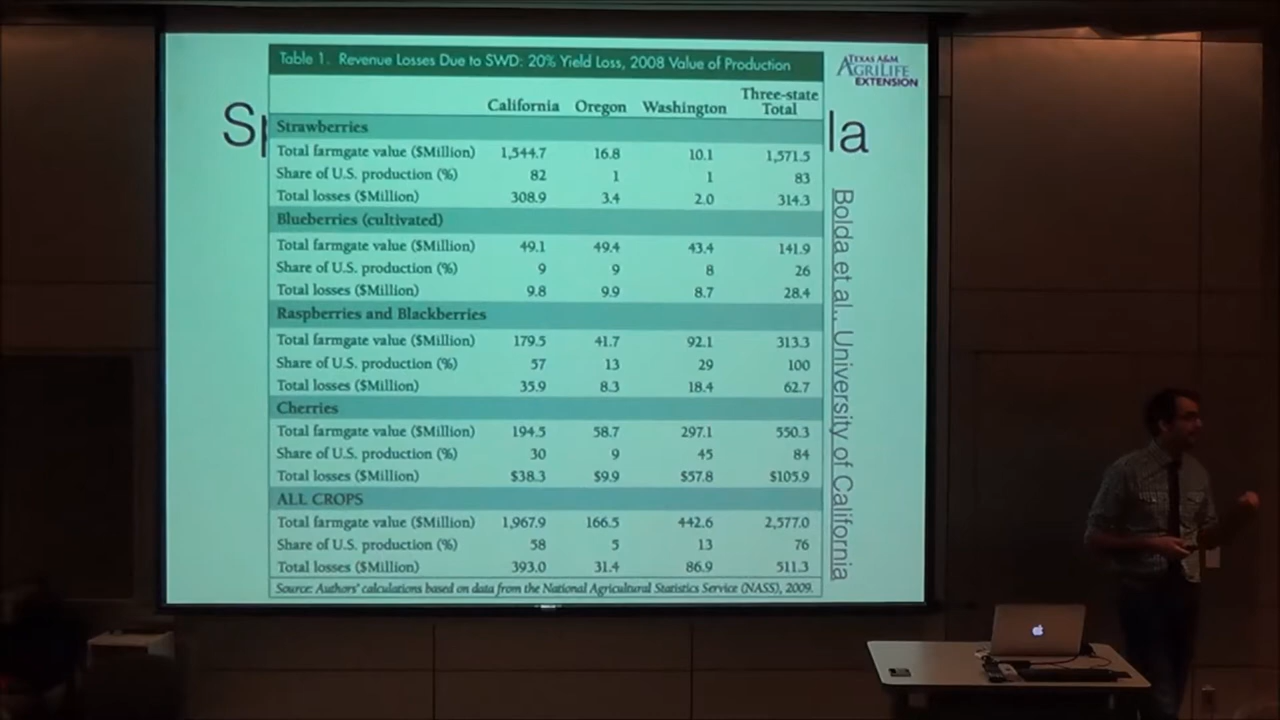 Table 1. Revenue Losses Due to SWD: 20% Yield Loss, 2008 Value of Production
TEXAS A&M
AGRILIFE
EXTENSION
California Oregon Washington Three-state Total
Sp
la
Strawberries
Total farmgate value ($Million) 1,544.7 16.8 10.1 1,571.5
Share of U.S. production (%) 82 1 1 83
Total losses ($Million) 308.9 3.4 2.0 314.3
Blueberries (cultivated)
Total farmgate value ($Million) 49.1 49.4 43.4 141.9
Share of U.S. production (%) 9 9 8 26
Total losses ($Million) 9.8 9.9 8.7 28.4
Raspberries and Blackberries
Total farmgate value ($Million) 179.5 41.7 92.1 313.3
Share of U.S. production (%) 57 13 29 100
Total losses ($Million) 35.9 8.3 18.4 62.7
Cherries
Total farmgate value ($Million) 194.5 58.7 297.1 550.3
Share of U.S. production (%) 30 9 45 84
Total losses ($Million) $38.3 $9.9 $57.8 $105.9
ALL CROPS
Total farmgate value ($Million) 1,967.9 166.5 442.6 2,577.0
Share of U.S. production (%) 58 5 13 76
Total losses ($Million) 393.0 31.4 86.9 511.3
Source: Authors' calculations based on data from the National Agricultural Statistics Service (NASS), 2009.
Bolda et al., University of California